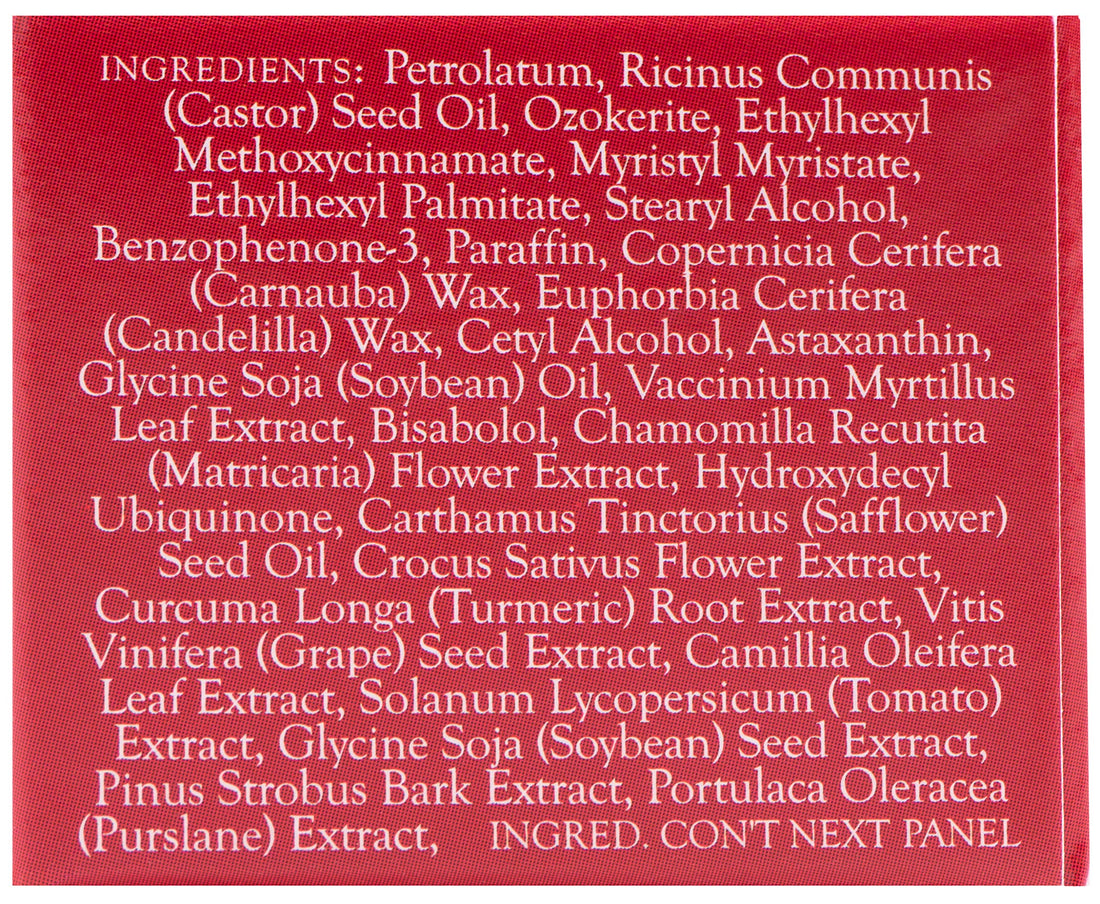 INGREDIENTS: Petrolatum, Ricinus Communis
(Castor) Seed Oil, Ozokerite, Ethylhexyl
Methoxycinnamate, Myristyl Myristate,
Ethylhexyl Palmitate, Stearyl Alcohol,
Benzophenone-3, Paraffin, Copernicia Cerifera
(Carnauba) Wax, Euphorbia Cerifera
(Candelilla) Wax, Cetyl Alcohol, Astaxanthin,
Glycine Soja (Soybean) Oil, Vaccinium Myrtillus
Leaf Extract, Bisabolol, Chamomilla Recutita
(Matricaria) Flower Extract, Hydroxydecyl
Ubiquinone, Carthamus Tinctorius (Safflower)
Seed Oil, Crocus Sativus Flower Extract,
Curcuma Longa (Turmeric) Root Extract, Vitis
Vinifera (Grape) Seed Extract, Camillia Oleifera
Leaf Extract, Solanum Lycopersicum (Tomato)
Extract, Glycine Soja (Soybean) Seed Extract,
Pinus Strobus Bark Extract, Portulaca Oleracea
(Purslane) Extract, INGRED. CON'T NEXT PANEL